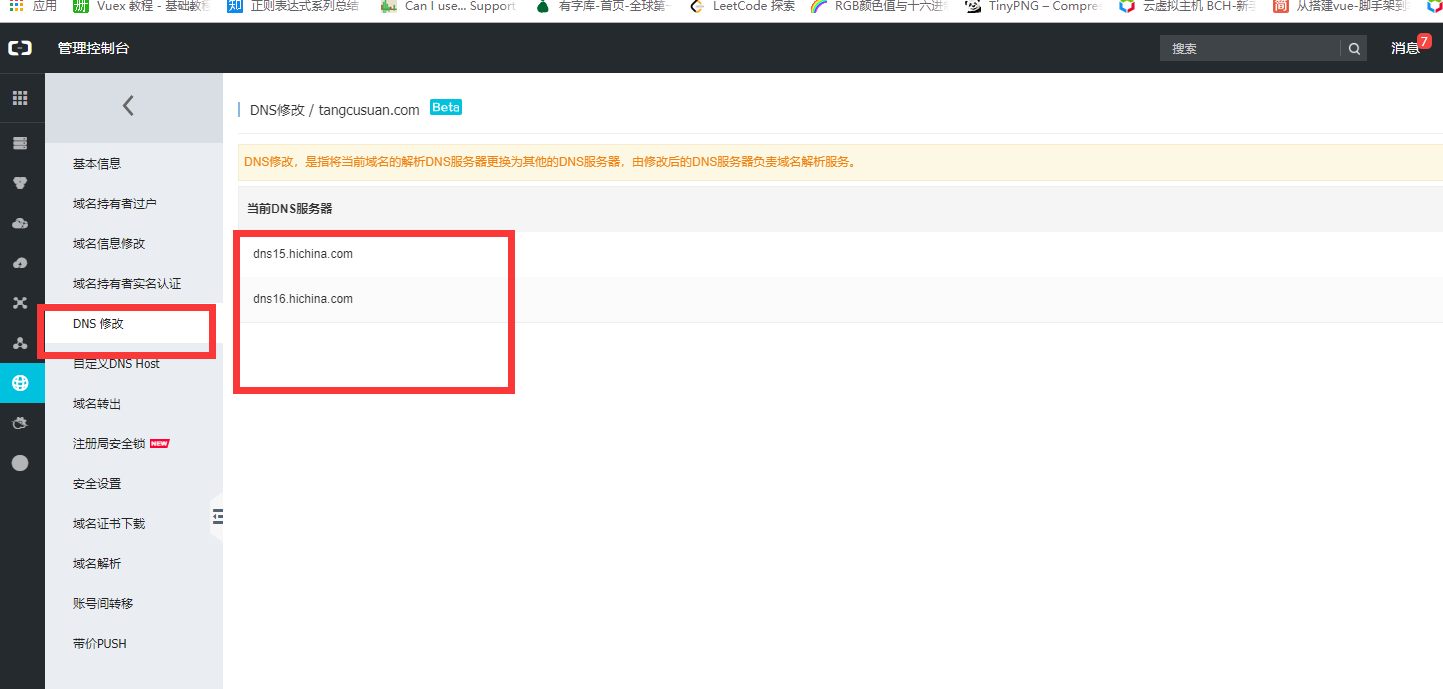 应用 Vuex 教程 - 基础教程 知 正则表达式系列总结 Can I use... Support 有字库-首页-全球第一 LeetCode 探索 RGB颜色值与十六进 TinyPNG – Compre 云虚拟主机 BCH-新手 简 从搭建vue-脚手架到
管理控制台
搜索
消息 7
基本信息
域名持有者过户
域名信息修改
域名持有者实名认证
DNS 修改
自定义DNS Host
域名转出
注册局安全锁 NEW
安全设置
域名证书下载
域名解析
账号间转移
带价PUSH
DNS修改 / tangcusuan.com Beta
DNS修改，是指将当前域名的解析DNS服务器更换为其他的DNS服务器，由修改后的DNS服务器负责域名解析服务。
当前DNS服务器
dns15.hichina.com
dns16.hichina.com